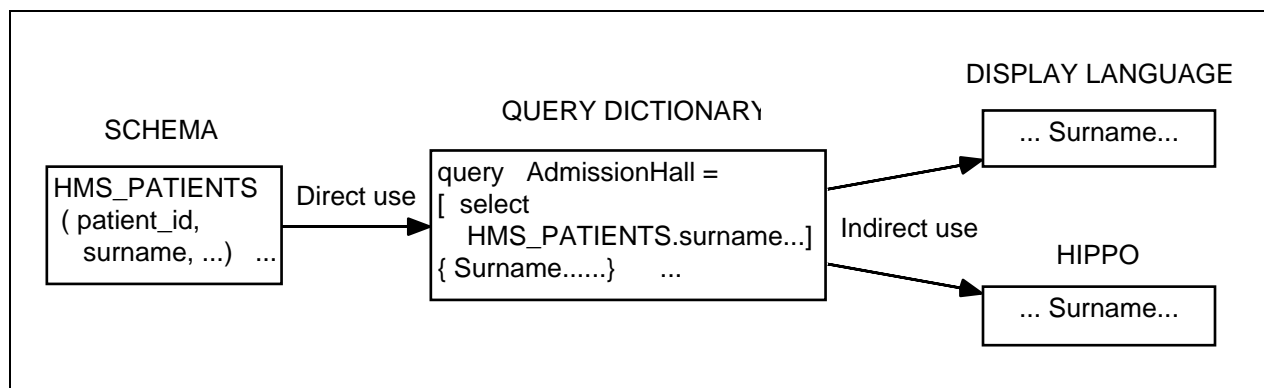 SCHEMA
HMS_PATIENTS
( patient_id,
surname, ...) ...
Direct use
QUERY DICTIONARY
query AdmissionHall =
[ select
HMS_PATIENTS.surname...]
{ Surname......} ...
Indirect use
DISPLAY LANGUAGE
... Surname...
HIPPO
... Surname...